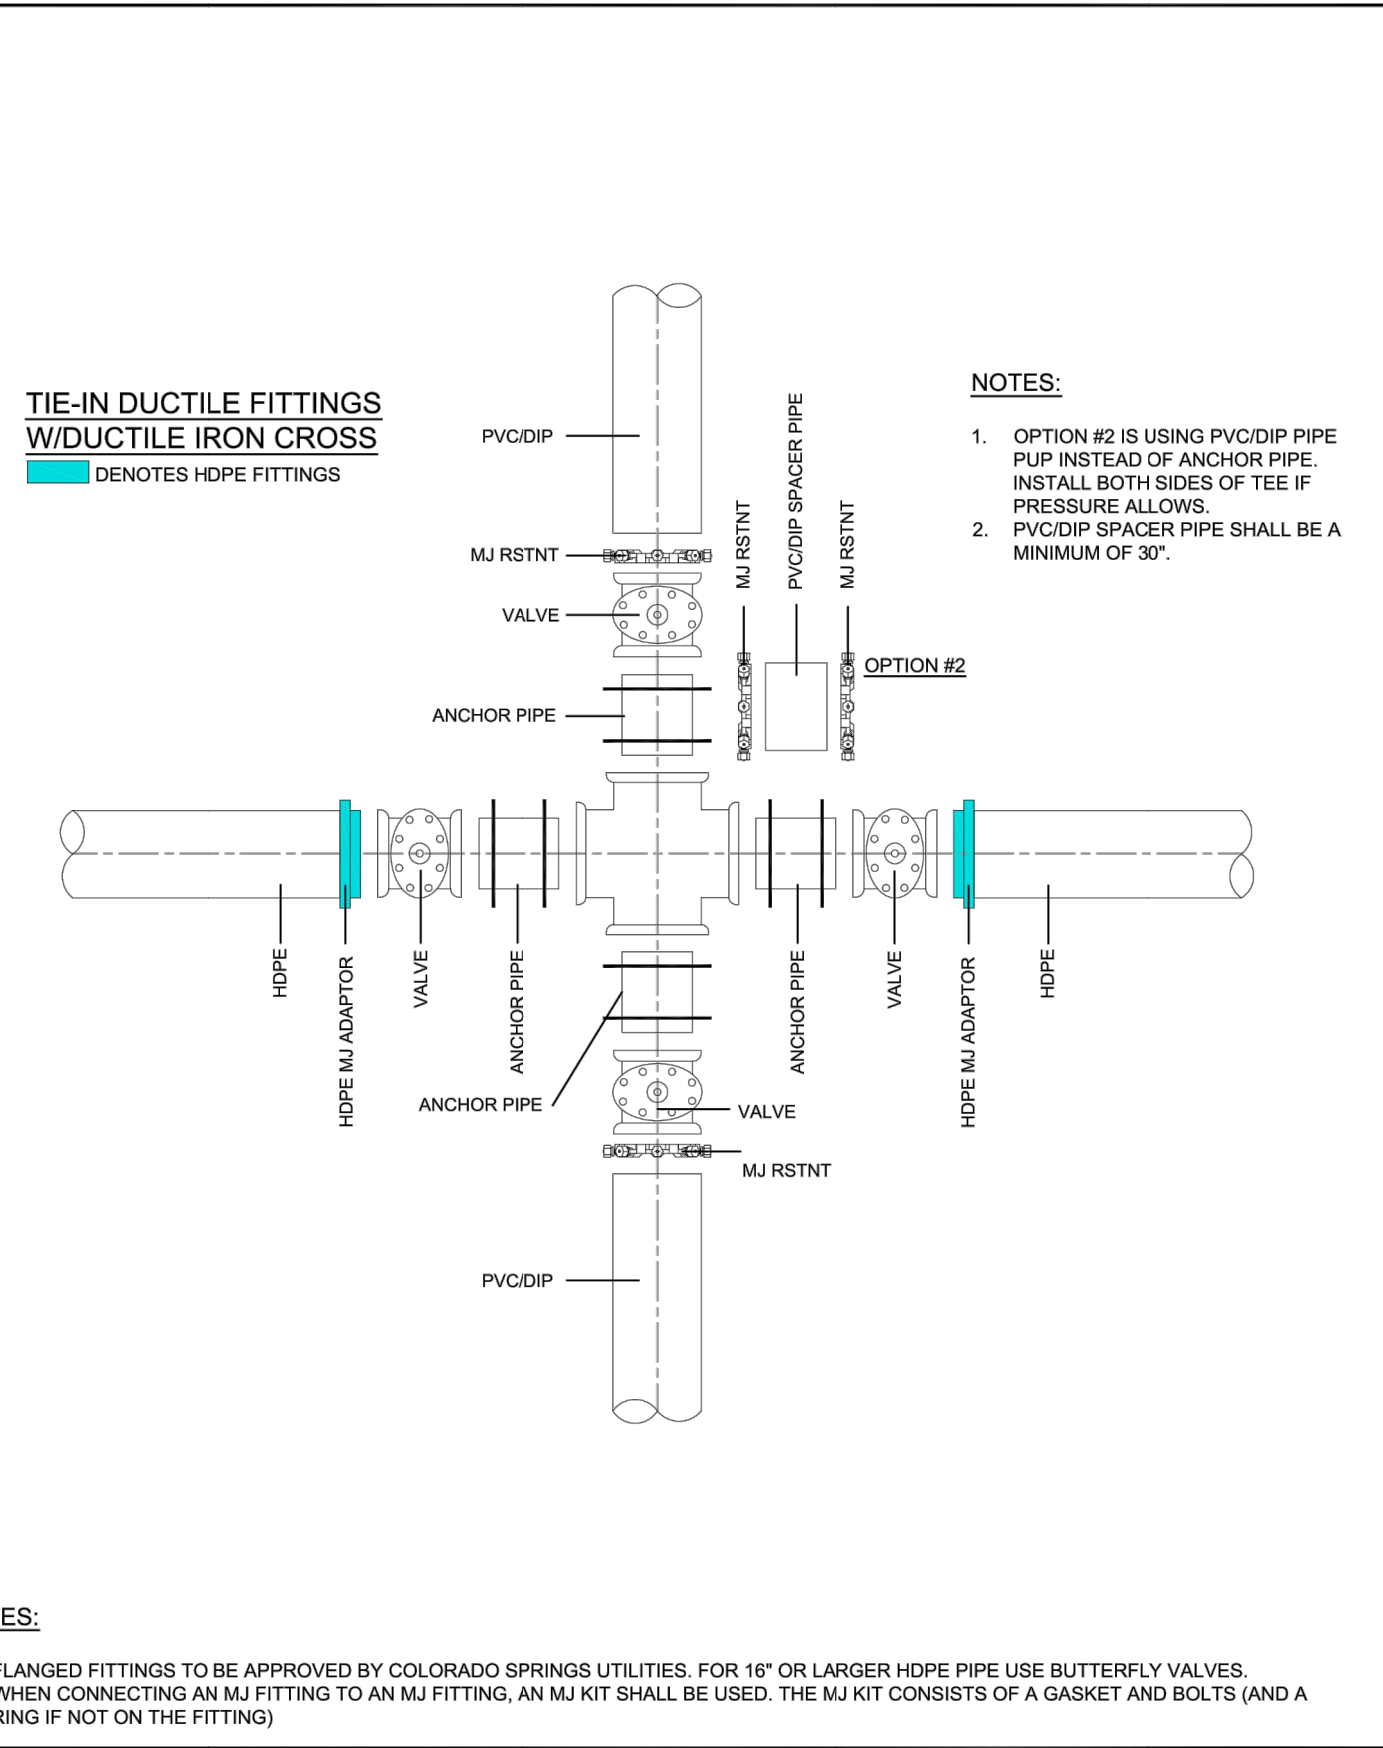 TIE-IN DUCTILE FITTINGS
W/DUCTILE IRON CROSS
DENOTES HDPE FITTINGS
PVC/DIP
MJ RSTNT
VALVE
ANCHOR PIPE
MJ RSTNT
PVC/DIP SPACER PIPE
MJ RSTNT
OPTION #2
NOTES:
1. OPTION #2 IS USING PVC/DIP PIPE
PUP INSTEAD OF ANCHOR PIPE.
INSTALL BOTH SIDES OF TEE IF
PRESSURE ALLOWS.
2. PVC/DIP SPACER PIPE SHALL BE A
MINIMUM OF 30".
HDPE
HDPE MJ ADAPTOR
VALVE
ANCHOR PIPE
ANCHOR PIPE
VALVE
HDPE MJ ADAPTOR
HDPE
ANCHOR PIPE
VALVE
MJ RSTNT
PVC/DIP
ES:
FLANGED FITTINGS TO BE APPROVED BY COLORADO SPRINGS UTILITIES. FOR 16" OR LARGER HDPE PIPE USE BUTTERFLY VALVES.
WHEN CONNECTING AN MJ FITTING TO AN MJ FITTING, AN MJ KIT SHALL BE USED. THE MJ KIT CONSISTS OF A GASKET AND BOLTS (AND A
RING IF NOT ON THE FITTING)